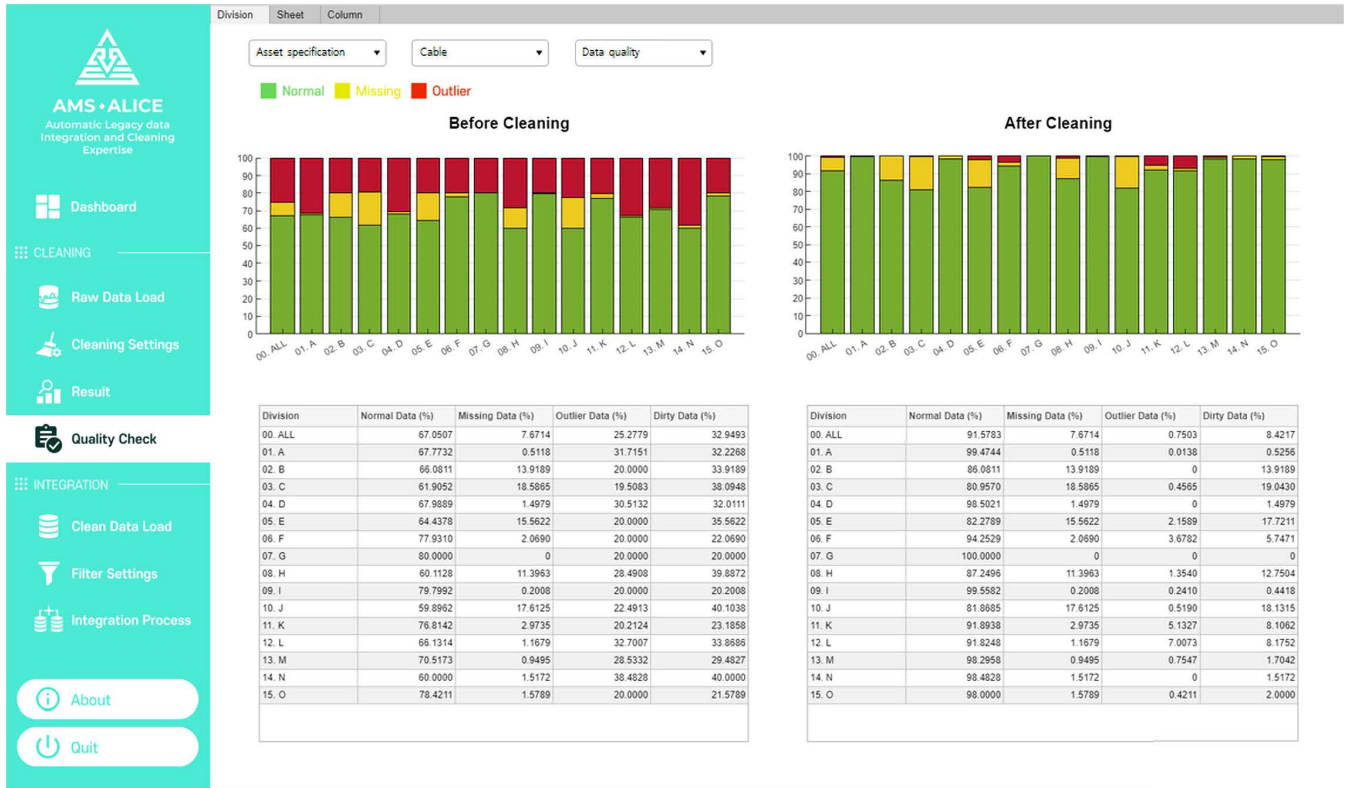 Division Sheet Column
AMS•ALICE
Automatic Legacy data
Integration and Cleaning
Expertise
Dashboard
CLEANING
Raw Data Load
Cleaning Settings
Result
Quality Check
INTEGRATION
Clean Data Load
Filter Settings
Integration Process
About
Quit
Asset specification Cable Data quality
Normal Missing Outlier
Before Cleaning
100
90
80
70
60
50
40
30
20
10
0
00. ALL 01. A 02. B 03. C 04. D 05. E 06. F 07. G 08. H 09. I 10. J 11. K 12. L 13. M 14. N 15. O
Division Normal Data (%) Missing Data (%) Outlier Data (%) Dirty Data (%)
00. ALL 67.0507 7.6714 25.2779 32.9493
01. A 67.7732 0.5118 31.7151 32.2268
02. B 66.0811 13.9189 20.0000 33.9189
03. C 61.9052 18.5865 19.5083 38.0948
04. D 67.9889 1.4979 30.5132 32.0111
05. E 64.4378 15.5622 20.0000 35.5622
06. F 77.9310 2.0690 20.0000 22.0690
07. G 80.0000 0 20.0000 20.0000
08. H 60.1128 11.3963 28.4908 39.8872
09. I 79.7992 0.2008 20.0000 20.2008
10. J 59.8962 17.6125 22.4913 40.1038
11. K 76.8142 2.9735 20.2124 23.1858
12. L 66.1314 1.1679 32.7007 33.8686
13. M 70.5173 0.9495 28.5332 29.4827
14. N 60.0000 1.5172 38.4828 40.0000
15. O 78.4211 1.5789 20.0000 21.5789
After Cleaning
100
90
80
70
60
50
40
30
20
10
0
00. ALL 01. A 02. B 03. C 04. D 05. E 06. F 07. G 08. H 09. I 10. J 11. K 12. L 13. M 14. N 15. O
Division Normal Data (%) Missing Data (%) Outlier Data (%) Dirty Data (%)
00. ALL 91.5783 7.6714 0.7503 8.4217
01. A 99.4744 0.5118 0.0138 0.5256
02. B 86.0811 13.9189 0 13.9189
03. C 80.9570 18.5865 0.4565 19.0430
04. D 98.5021 1.4979 0 1.4979
05. E 82.2789 15.5622 2.1589 17.7211
06. F 94.2529 2.0690 3.6782 5.7471
07. G 100.0000 0 0 0
08. H 87.2496 11.3963 1.3540 12.7504
09. I 99.5582 0.2008 0.2410 0.4418
10. J 81.8685 17.6125 0.5190 18.1315
11. K 91.8938 2.9735 5.1327 8.1062
12. L 91.8248 1.1679 7.0073 8.1752
13. M 98.2958 0.9495 0.7547 1.7042
14. N 98.4828 1.5172 0 1.5172
15. O 98.0000 1.5789 0.4211 2.0000